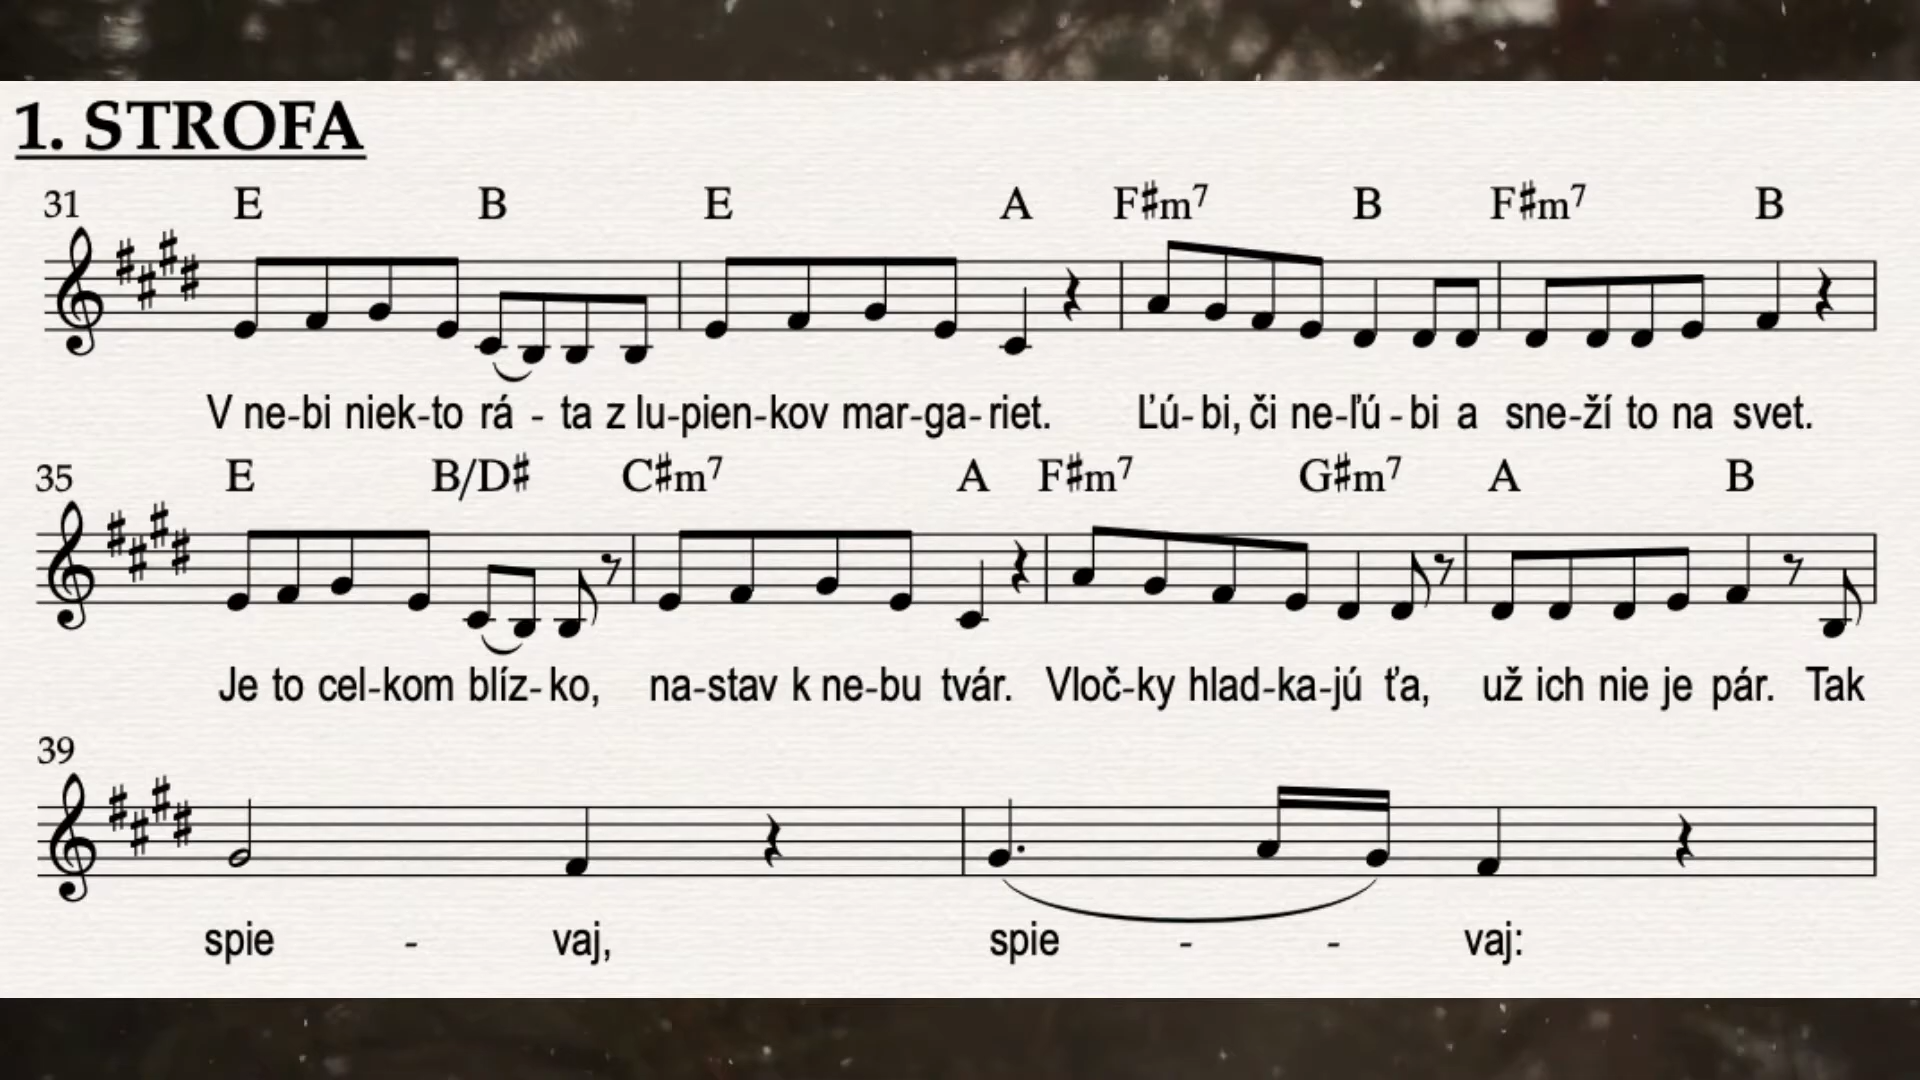 1. STROFA
31 E B E A F♯m7 B F♯m7 B
V ne-bi niek-to rá - ta z lu-pien-kov mar-ga-riet. Ľú-bi, či ne-ľú-bi a sne-ží to na svet.
35 E B/D♯ C♯m7 A F♯m7 G♯m7 A B
Je to cel-kom blíz-ko, na-stav k ne-bu tvár. Vloč-ky hlad-ka-jú ťa, už ich nie je pár. Tak
39
spie - vaj, spie - - vaj: